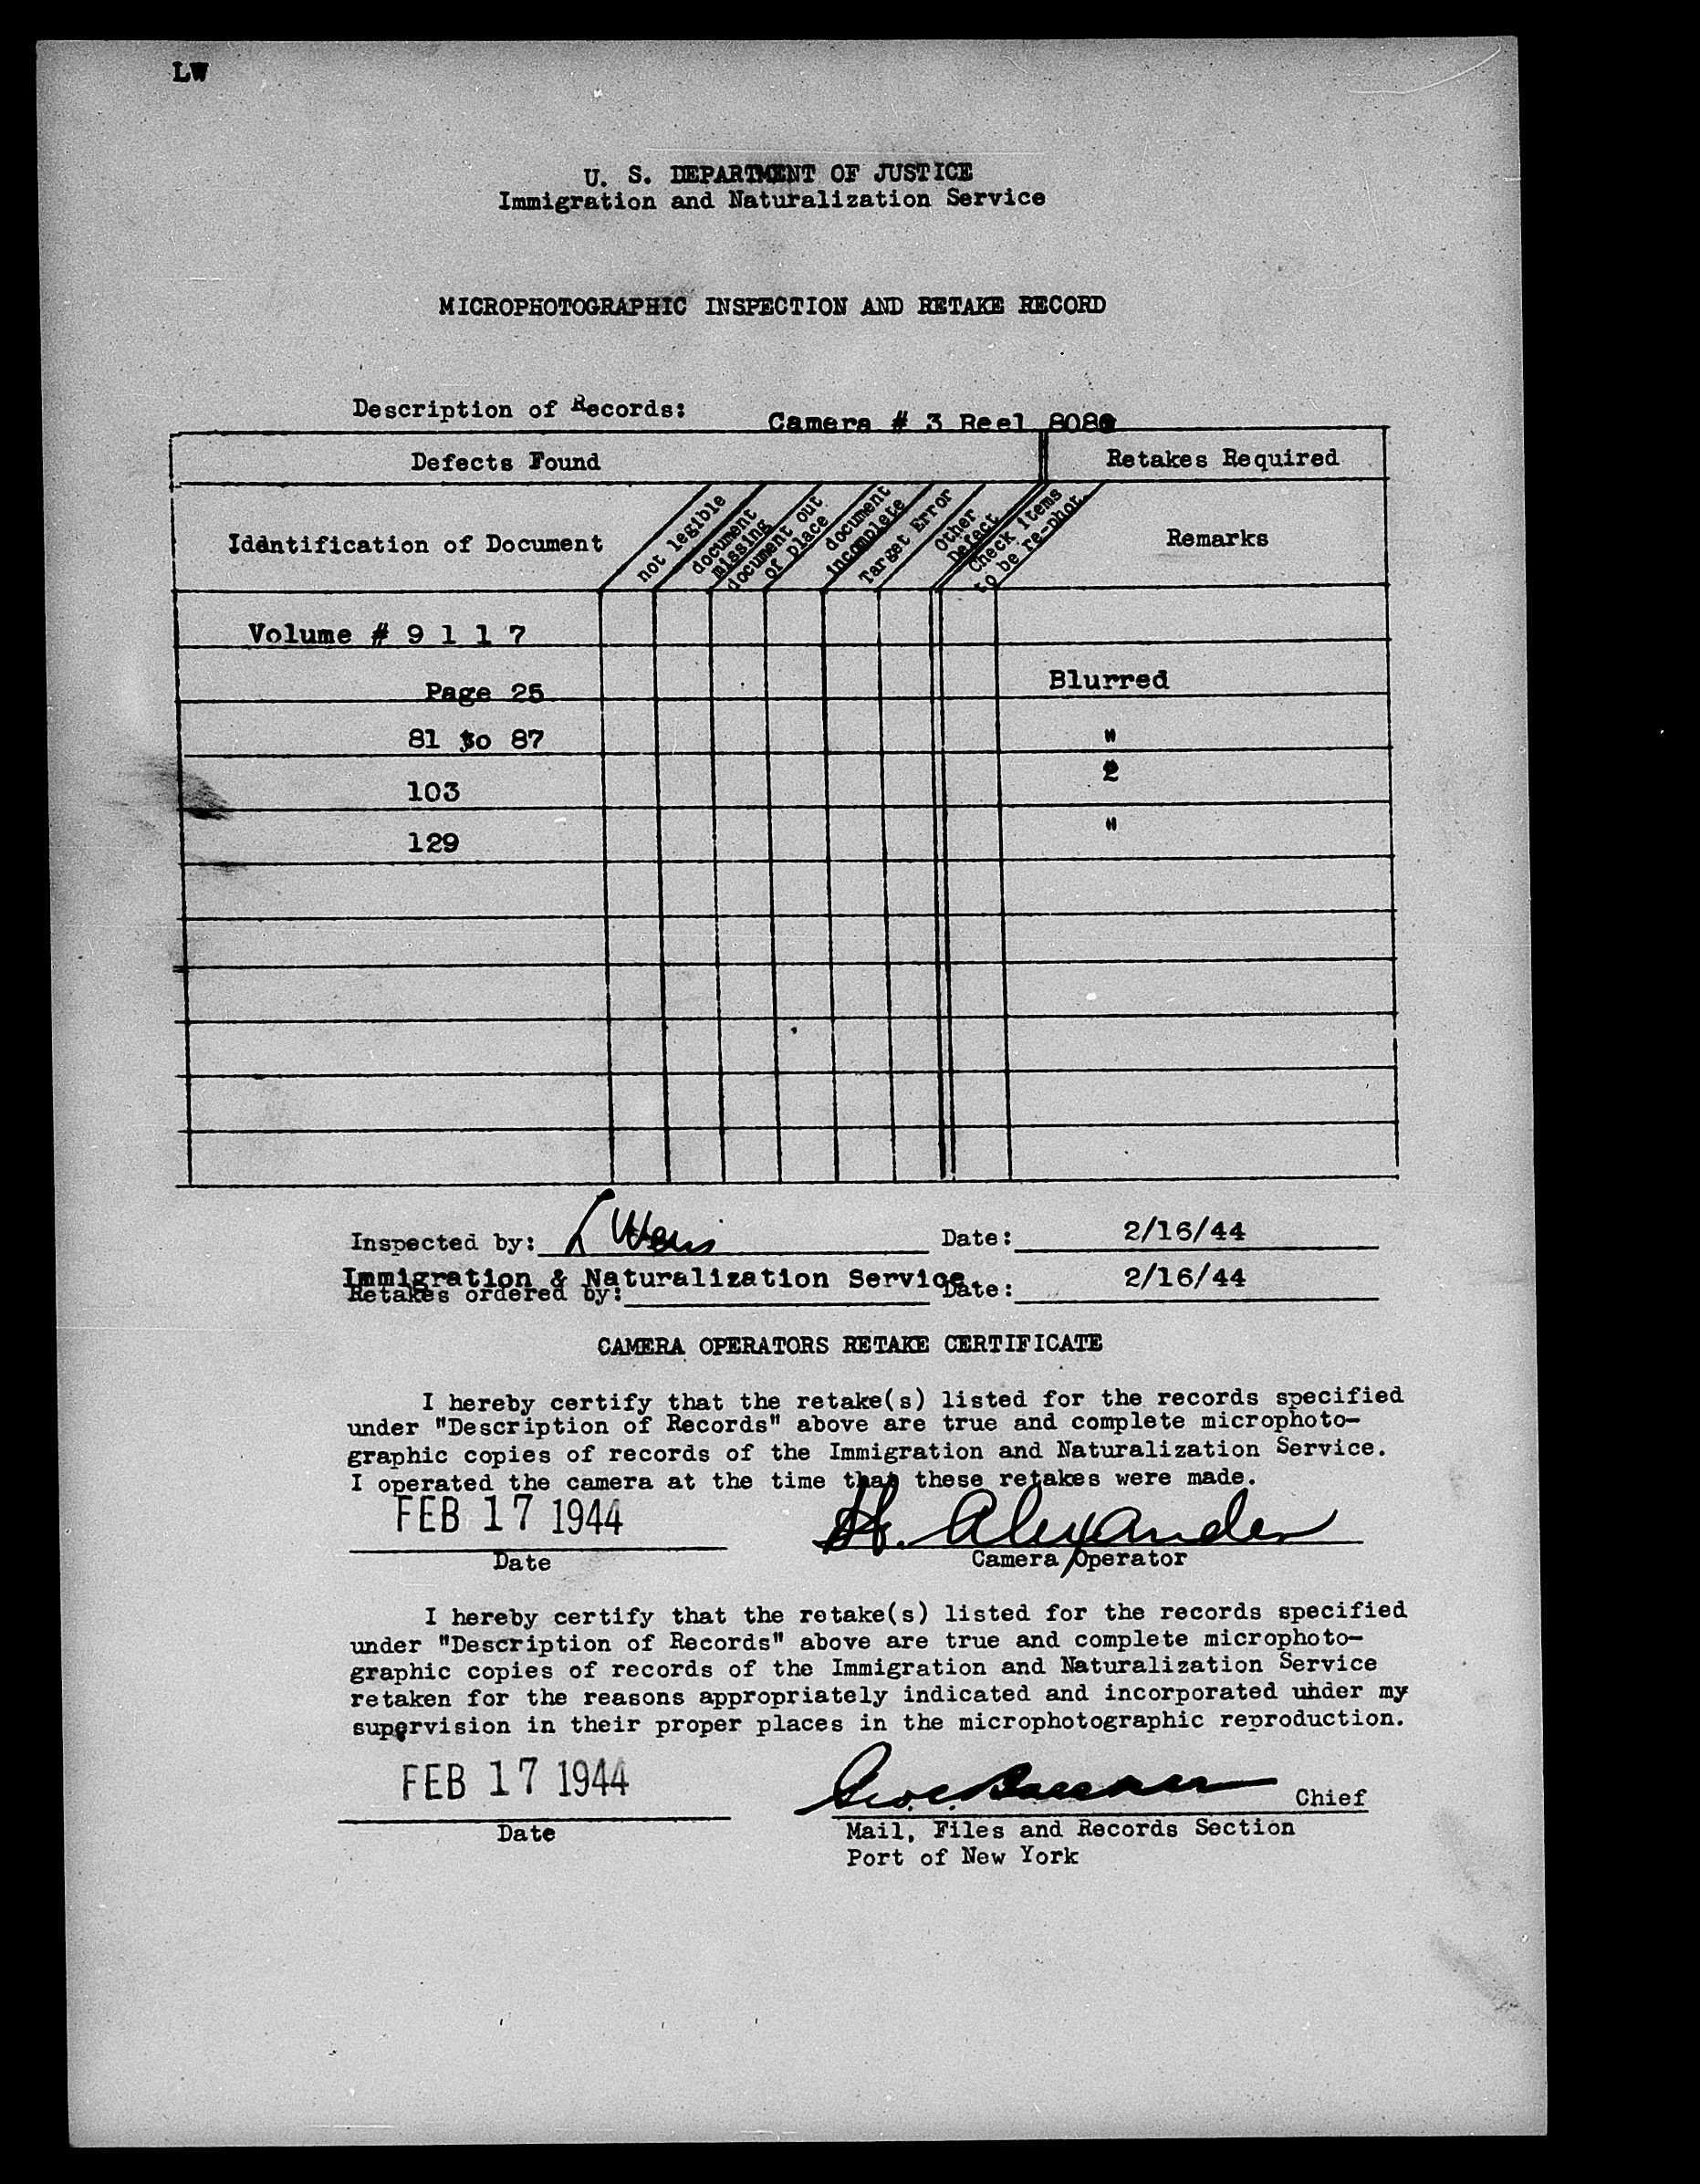 LW
U. S. DEPARTMENT OF JUSTICE
Immigration and Naturalization Service
MICROPHOTOGRAPHIC INSPECTION AND RETAKE RECORD
Description of Records: Camera # 3 Reel
Defects Found Retakes Required
Identification of Document
not legible
document missing
document out of place
document incomplete
Target Error
Other Defect
Check items to be re-phot.
Remarks
Volume # 9 1 1 7
Page 25 Blurred
81 to 87 "
103
129 "
Inspected by: L Date: 2/16/44
Immigration & Naturalization Service
Retakes ordered by: Date: 2/16/44
CAMERA OPERATORS RETAKE CERTIFICATE
I hereby certify that the retake(s) listed for the records specified
under "Description of Records" above are true and complete microphoto-
graphic copies of records of the Immigration and Naturalization Service.
I operated the camera at the time that these retakes were made.
FEB 17 1944 H. Alexander
Date Camera Operator
I hereby certify that the retake(s) listed for the records specified
under "Description of Records" above are true and complete microphoto-
graphic copies of records of the Immigration and Naturalization Service
retaken for the reasons appropriately indicated and incorporated under my
supervision in their proper places in the microphotographic reproduction.
FEB 17 1944 Chief
Date Mail, Files and Records Section
Port of New York